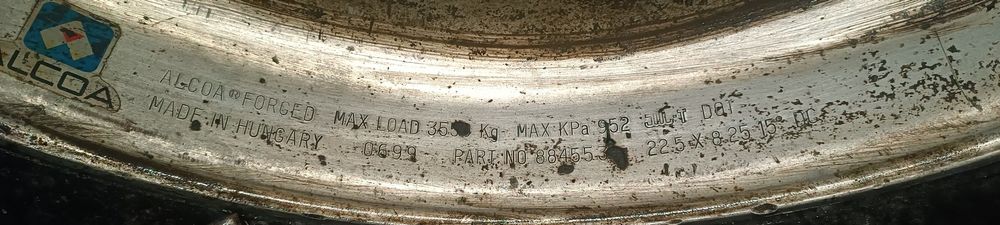 ALCOA
ALCOA® FORGED MAX LOAD 35 Kg- MAX KPa 952 DOT
MADE IN HUNGARY 0699 PART NO 884553 22.5 X 8.25 15° DC